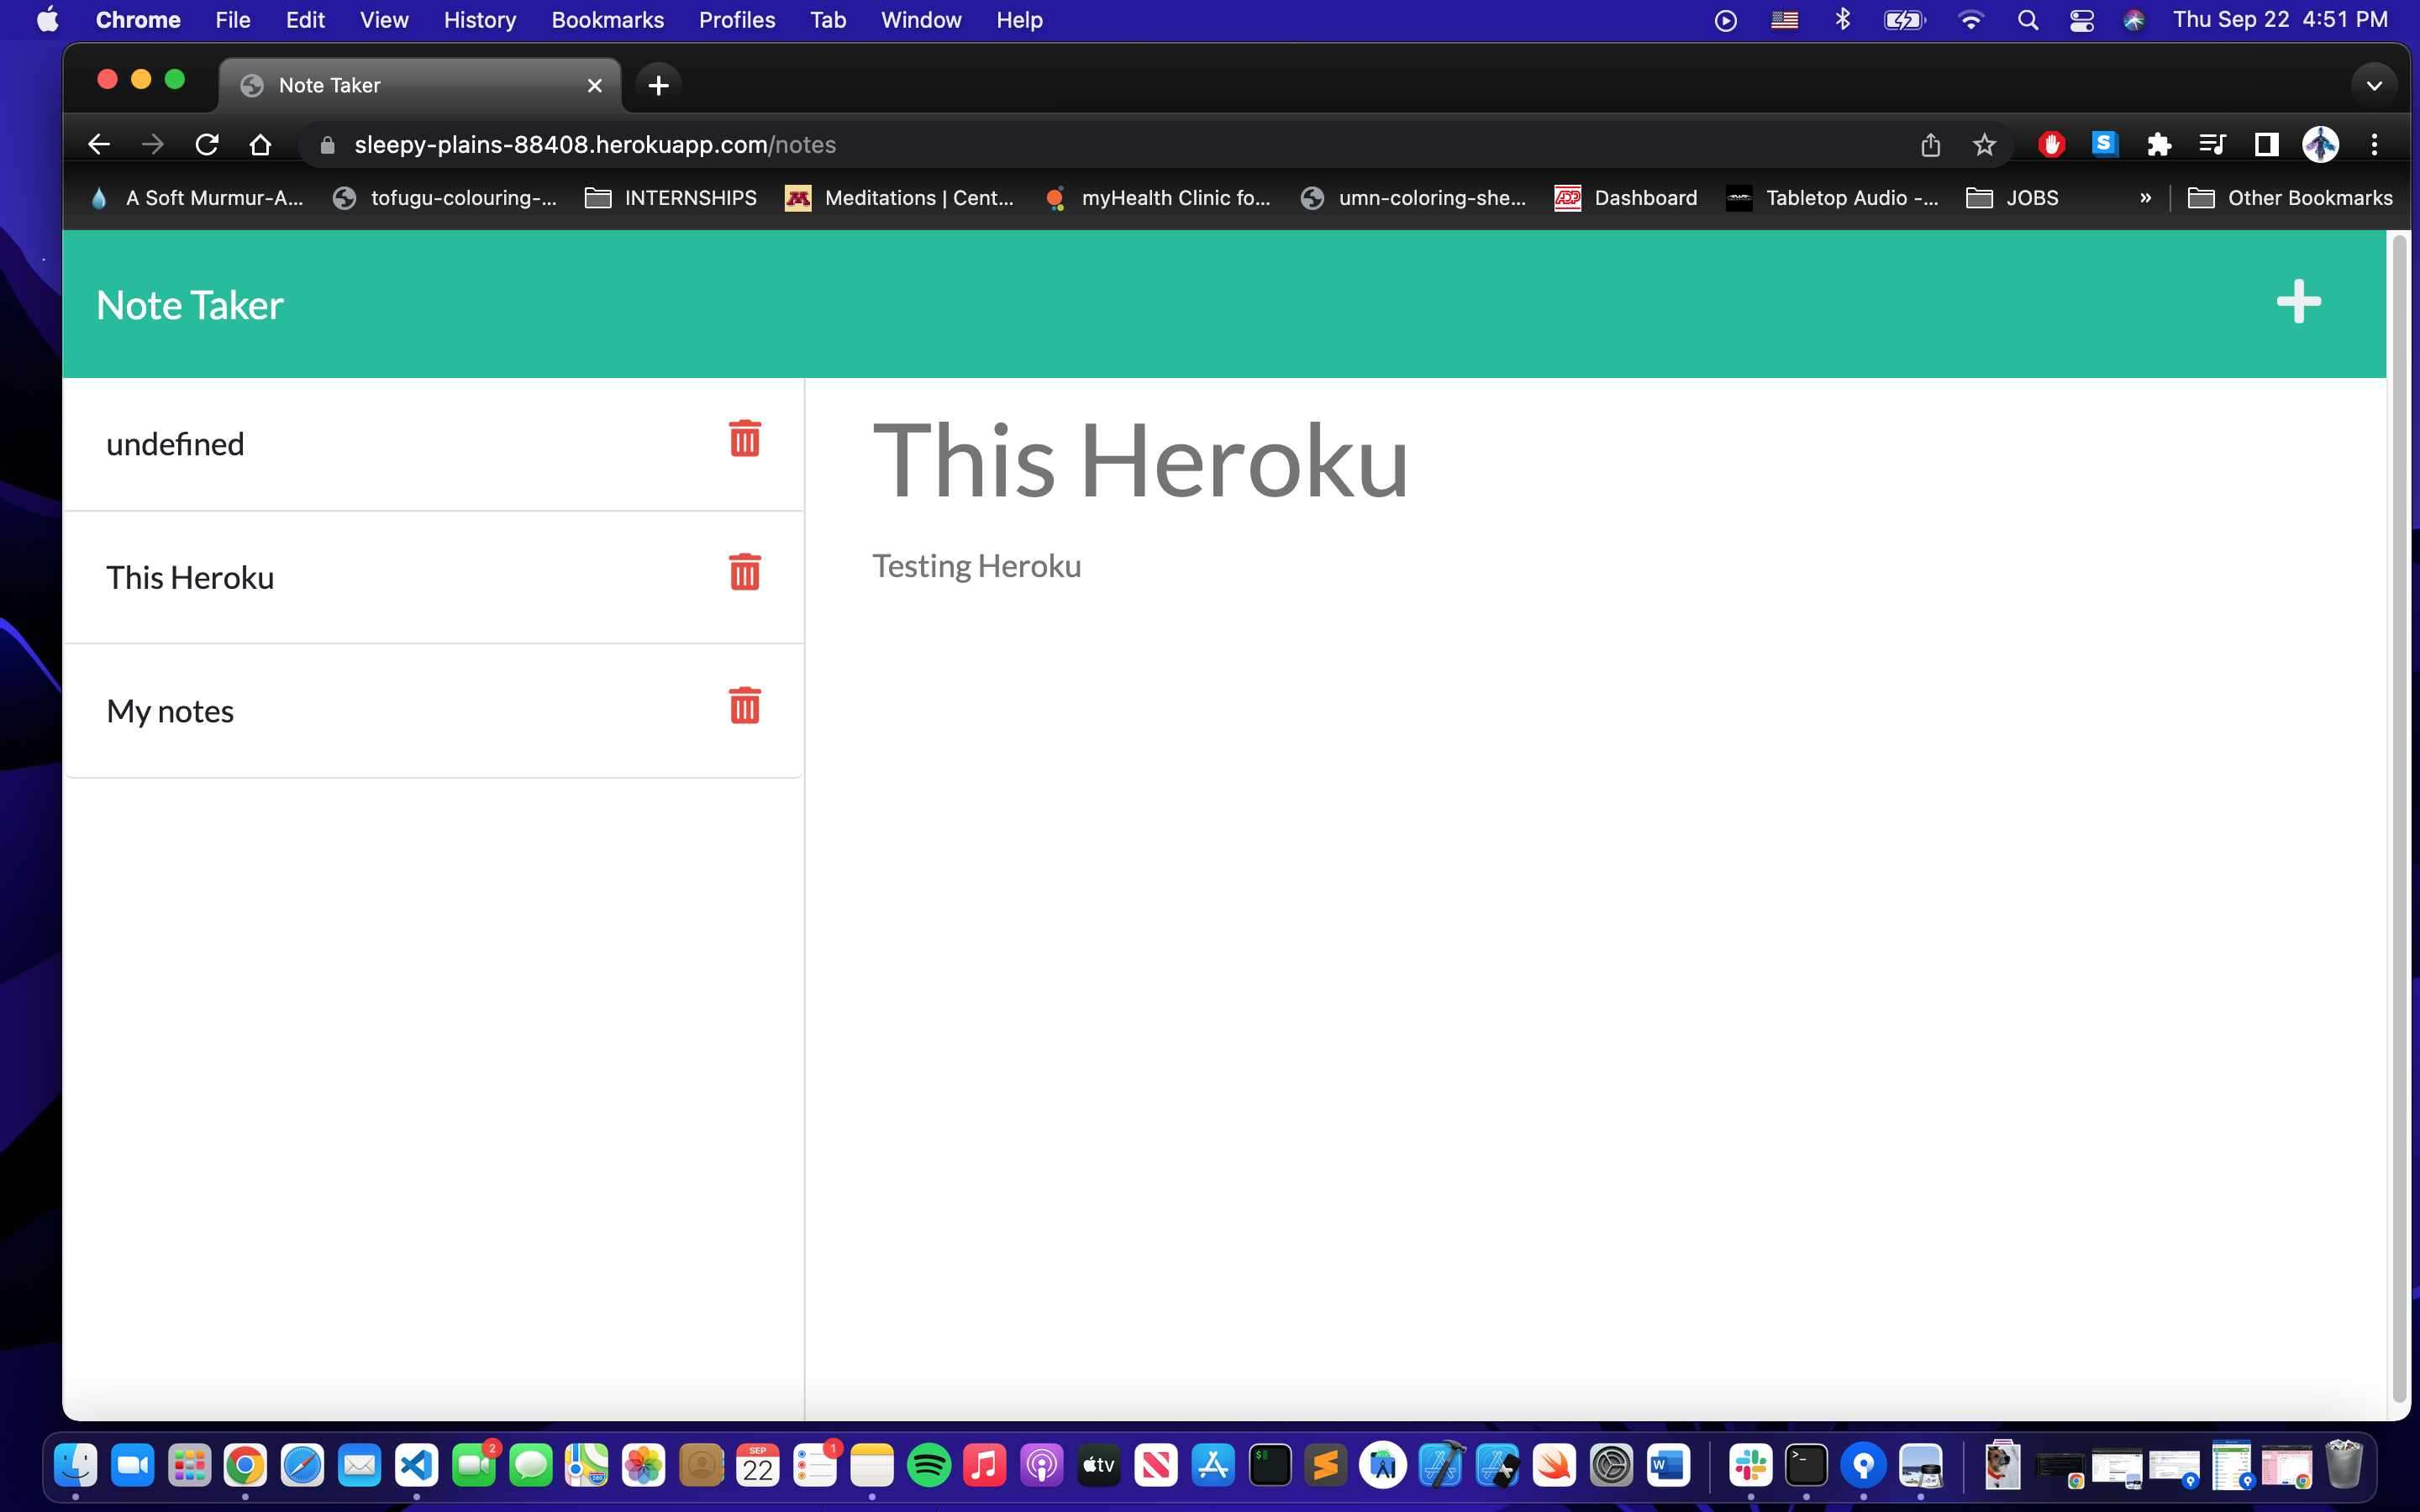 Chrome File Edit View History Bookmarks Profiles Tab Window Help Thu Sep 22 4:51 PM
Note Taker
sleepy-plains-88408.herokuapp.com/notes
A Soft Murmur-A... tofugu-colouring-... INTERNSHIPS Meditations | Cent... myHealth Clinic fo... umn-coloring-she... Dashboard Tabletop Audio -... JOBS » Other Bookmarks
Note Taker
undefined
This Heroku
My notes
This Heroku
Testing Heroku
2 SEP 22 1 tv